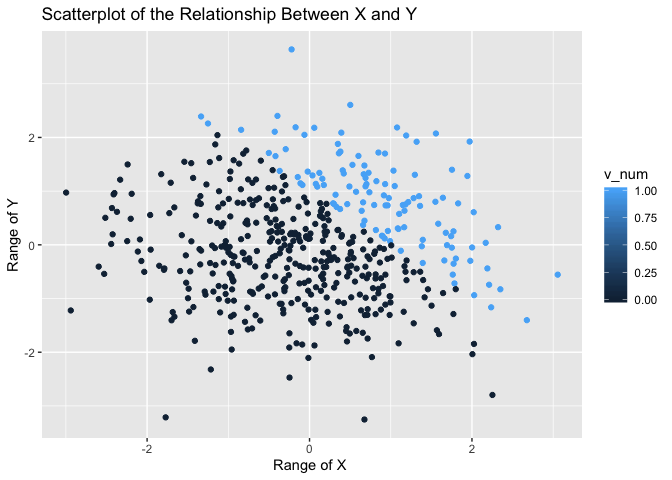 Scatterplot of the Relationship Between X and Y
2
0
-2
Range of Y
-2
0
2
Range of X
v_num
1.00
0.75
0.50
0.25
0.00